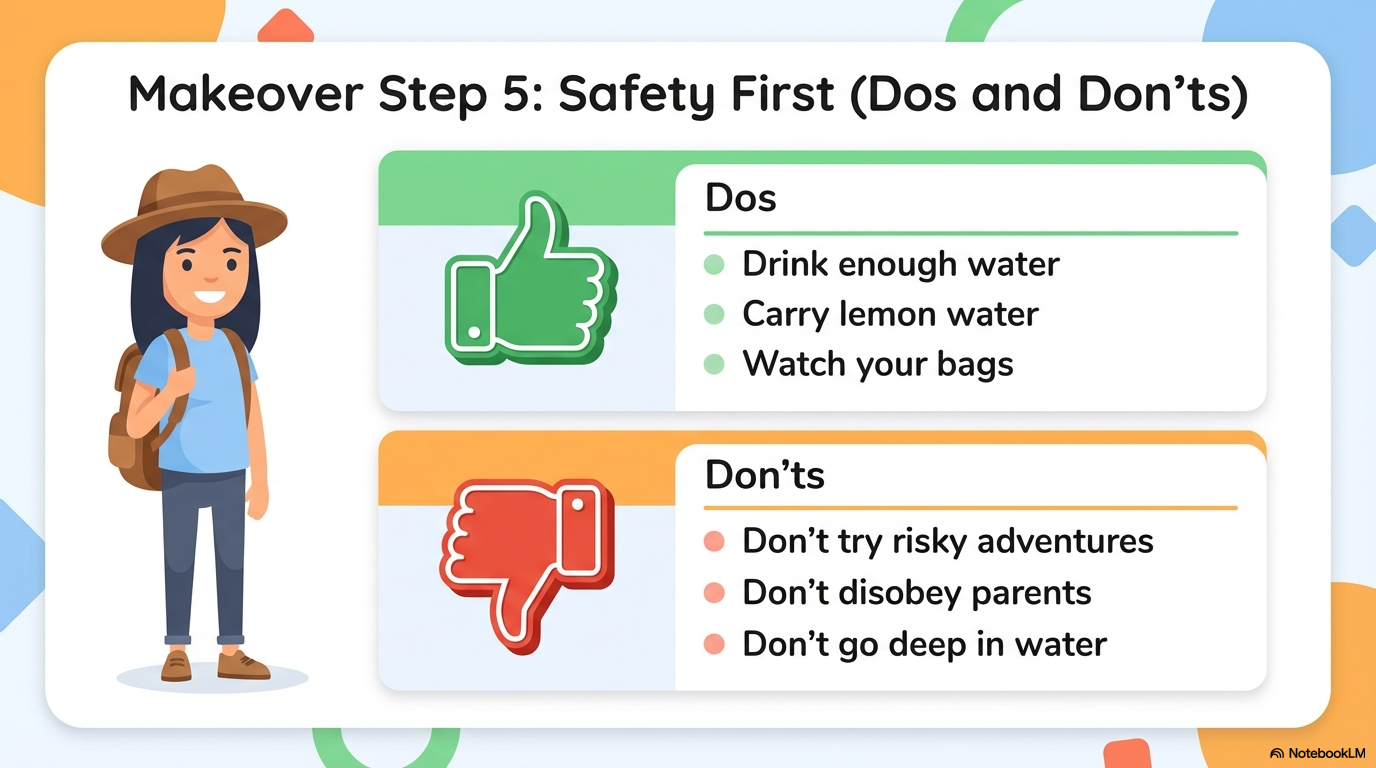 Makeover Step 5: Safety First (Dos and Don’ts)
Dos
Drink enough water
Carry lemon water
Watch your bags
Don’ts
Don’t try risky adventures
Don’t disobey parents
Don’t go deep in water
NotebookLM